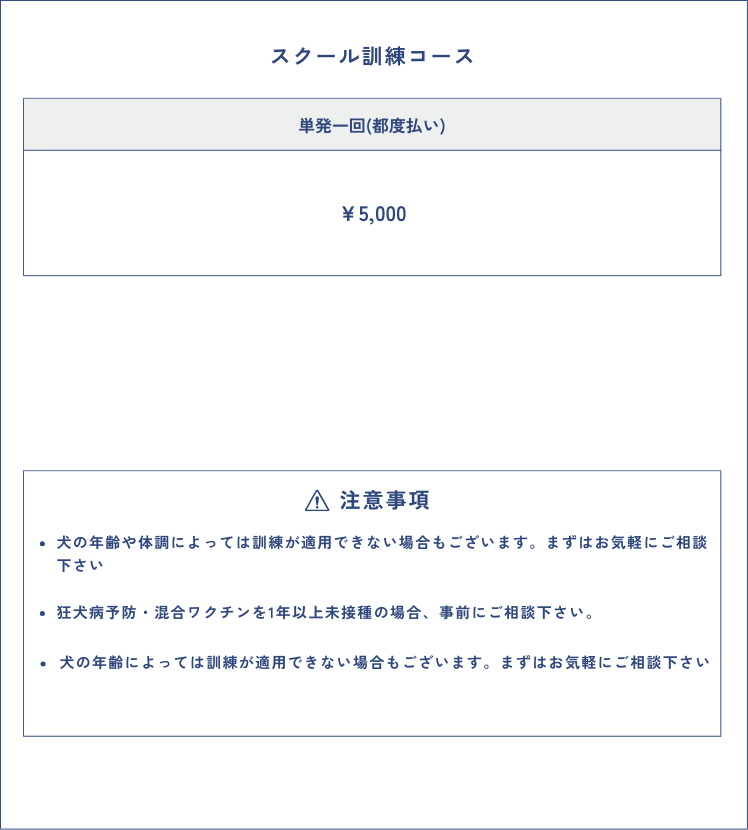 スクール訓練コース
単発一回(都度払い)
¥5,000
注意事項
• 犬の年齢や体調によっては訓練が適用できない場合もございます。まずはお気軽にご相談
下さい
• 狂犬病予防・混合ワクチンを1年以上未接種の場合、事前にご相談下さい。
• 犬の年齢によっては訓練が適用できない場合もございます。まずはお気軽にご相談下さい